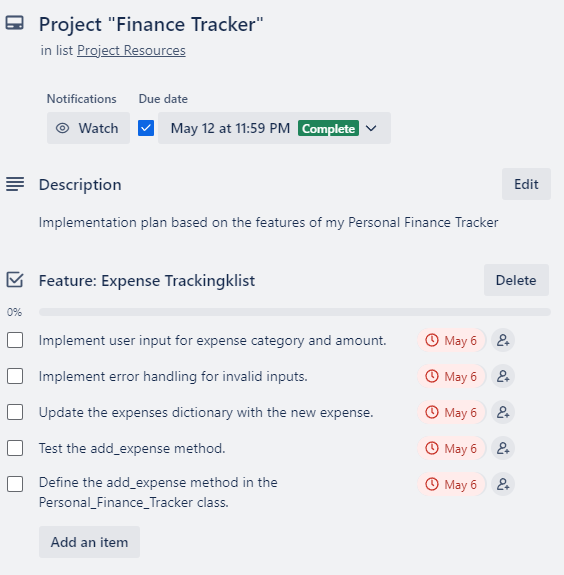 Project "Finance Tracker"
in list Project Resources
Notifications
Due date
Watch
May 12 at 11:59 PM Complete
Description
Edit
Implementation plan based on the features of my Personal Finance Tracker
Feature: Expense Trackingklist
Delete
0%
Implement user input for expense category and amount.
May 6
Implement error handling for invalid inputs.
May 6
Update the expenses dictionary with the new expense.
May 6
Test the add_expense method.
May 6
Define the add_expense method in the
Personal_Finance_Tracker class.
May 6
Add an item